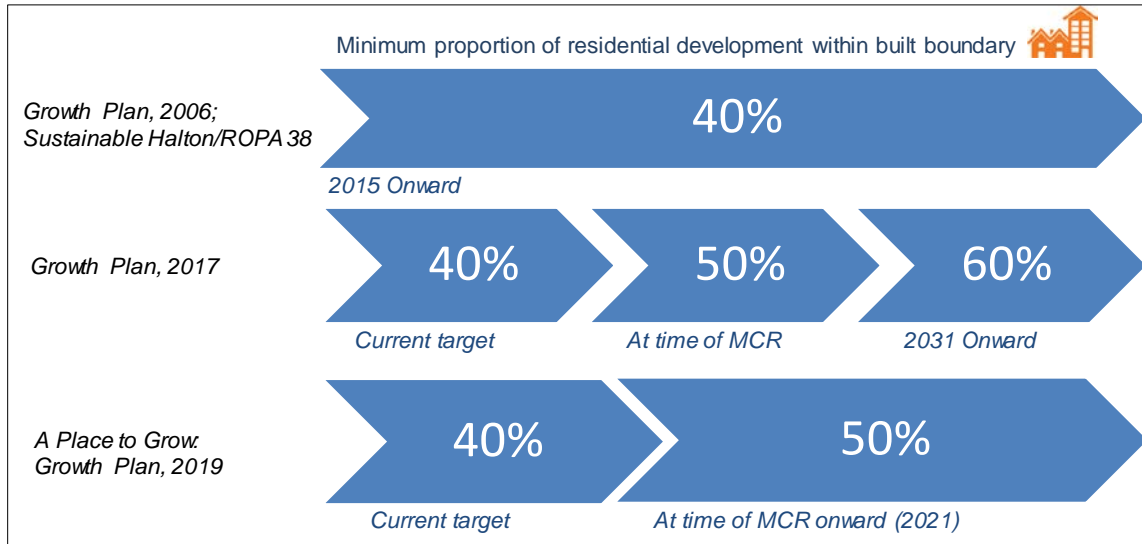 Minimum proportion of residential development within built boundary
Growth Plan, 2006;
Sustainable Halton/ROPA 38
40%
2015 Onward
Growth Plan, 2017
40%
50%
60%
Current target
At time of MCR
2031 Onward
A Place to Grow:
Growth Plan, 2019
40%
50%
Current target
At time of MCR onward (2021)